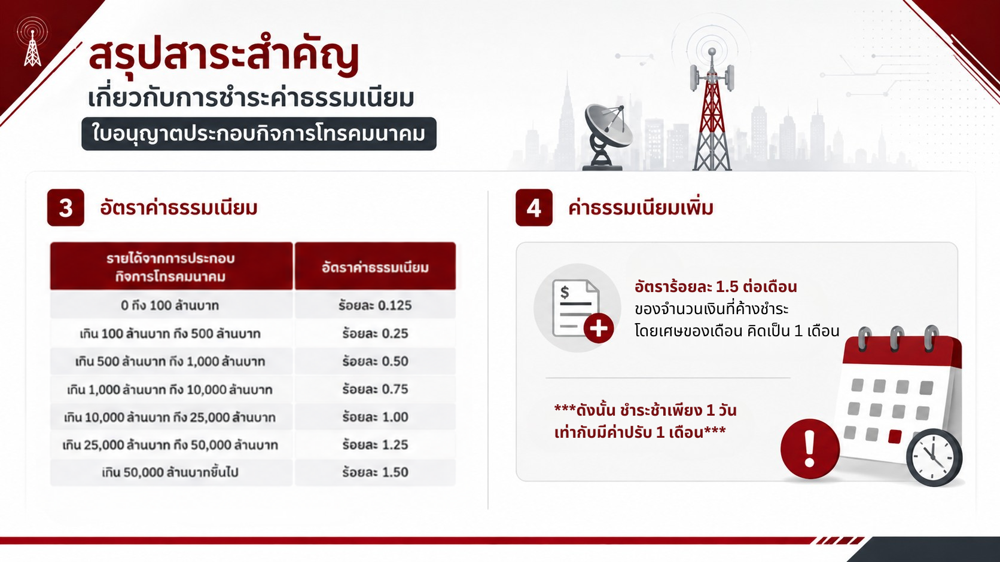 สรุปสาระสำคัญ
เกี่ยวกับการชำระค่าธรรมเนียม
ใบอนุญาตประกอบกิจการโทรคมนาคม
3 อัตราค่าธรรมเนียม
รายได้จากการประกอบ
กิจการโทรคมนาคม
อัตราค่าธรรมเนียม
0 ถึง 100 ล้านบาท ร้อยละ 0.125
เกิน 100 ล้านบาท ถึง 500 ล้านบาท ร้อยละ 0.25
เกิน 500 ล้านบาท ถึง 1,000 ล้านบาท ร้อยละ 0.50
เกิน 1,000 ล้านบาท ถึง 10,000 ล้านบาท ร้อยละ 0.75
เกิน 10,000 ล้านบาท ถึง 25,000 ล้านบาท ร้อยละ 1.00
เกิน 25,000 ล้านบาท ถึง 50,000 ล้านบาท ร้อยละ 1.25
เกิน 50,000 ล้านบาทขึ้นไป ร้อยละ 1.50
4 ค่าธรรมเนียมเพิ่ม
$
อัตราร้อยละ 1.5 ต่อเดือน
ของจำนวนเงินที่ค้างชำระ
โดยเศษของเดือน คิดเป็น 1 เดือน
***ดังนั้น ชำระช้าเพียง 1 วัน
เท่ากับมีค่าปรับ 1 เดือน***